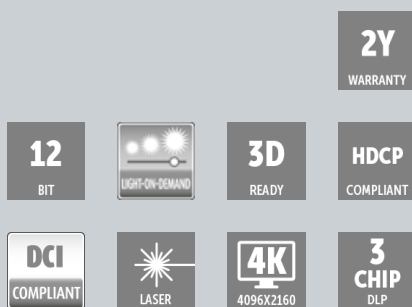 2Y
WARRANTY
12
BIT
LIGHT-ON-DEMAND
3D
READY
HDCP
COMPLIANT
DCI
COMPLIANT
LASER
4K
4096X2160
3
CHIP
DLP